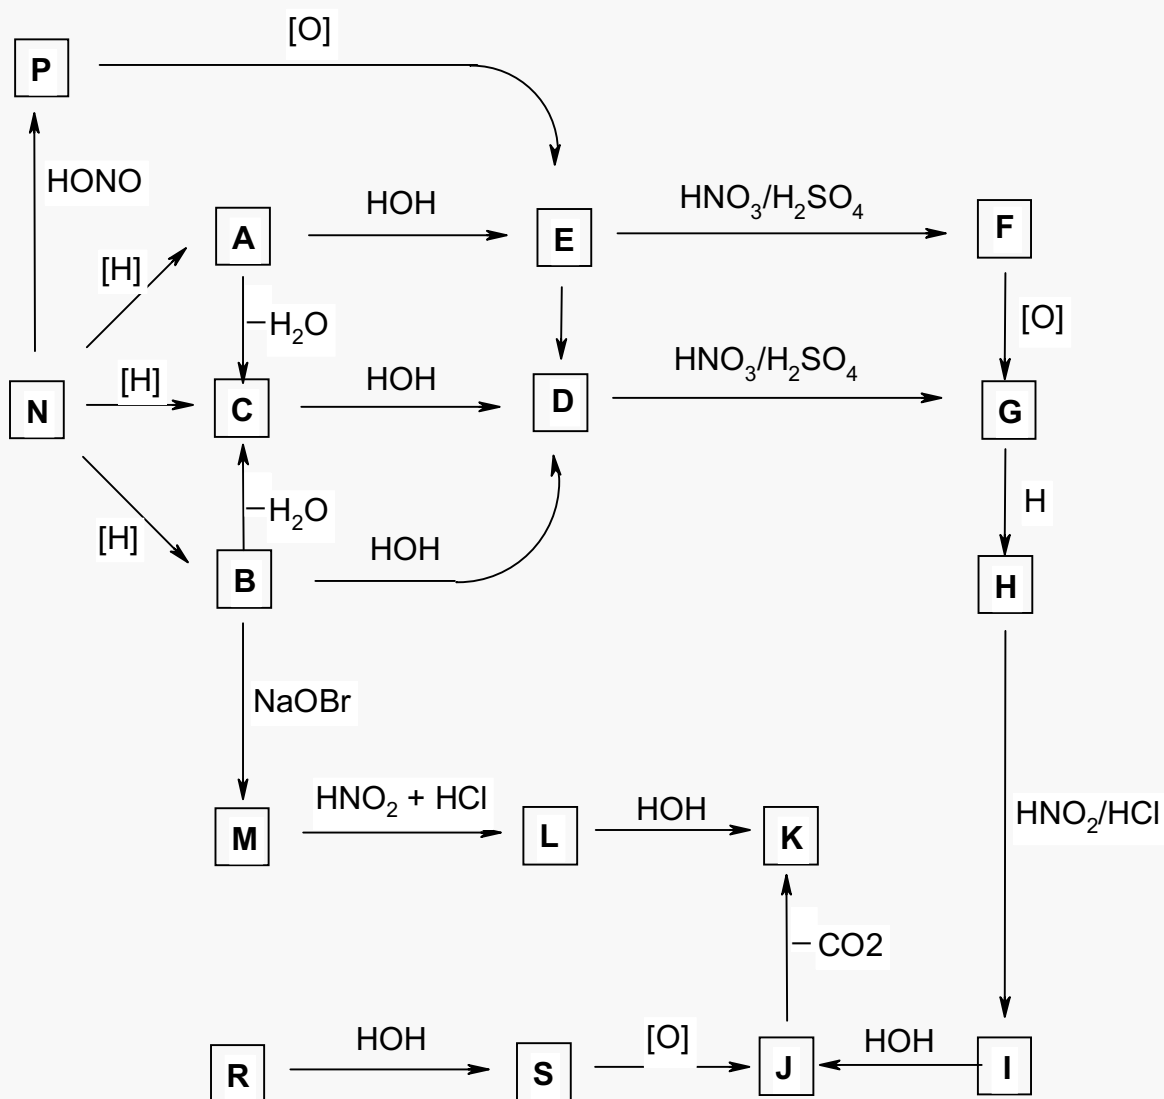 [O]
P
HONO
HOH
HNO₃/H₂SO₄
A
E
F
[H]
–H₂O
[O]
[H]
HOH
HNO₃/H₂SO₄
N
C
D
G
–H₂O
H
[H]
HOH
B
H
NaOBr
HNO₂ + HCl
HOH
HNO₂/HCl
M
L
K
– CO2
HOH
[O]
HOH
R
S
J
I